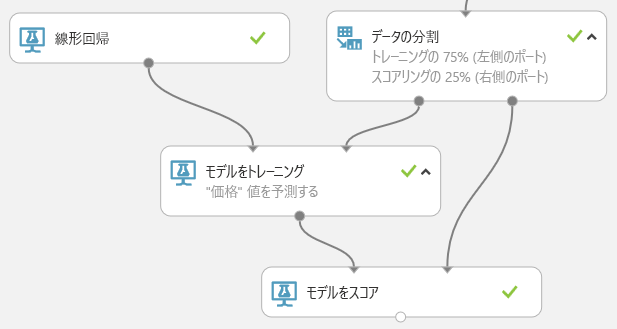 線形回帰
データの分割
トレーニングの 75% (左側のポート)
スコアリングの 25% (右側のポート)
モデルをトレーニング
"価格" 値を予測する
モデルをスコア